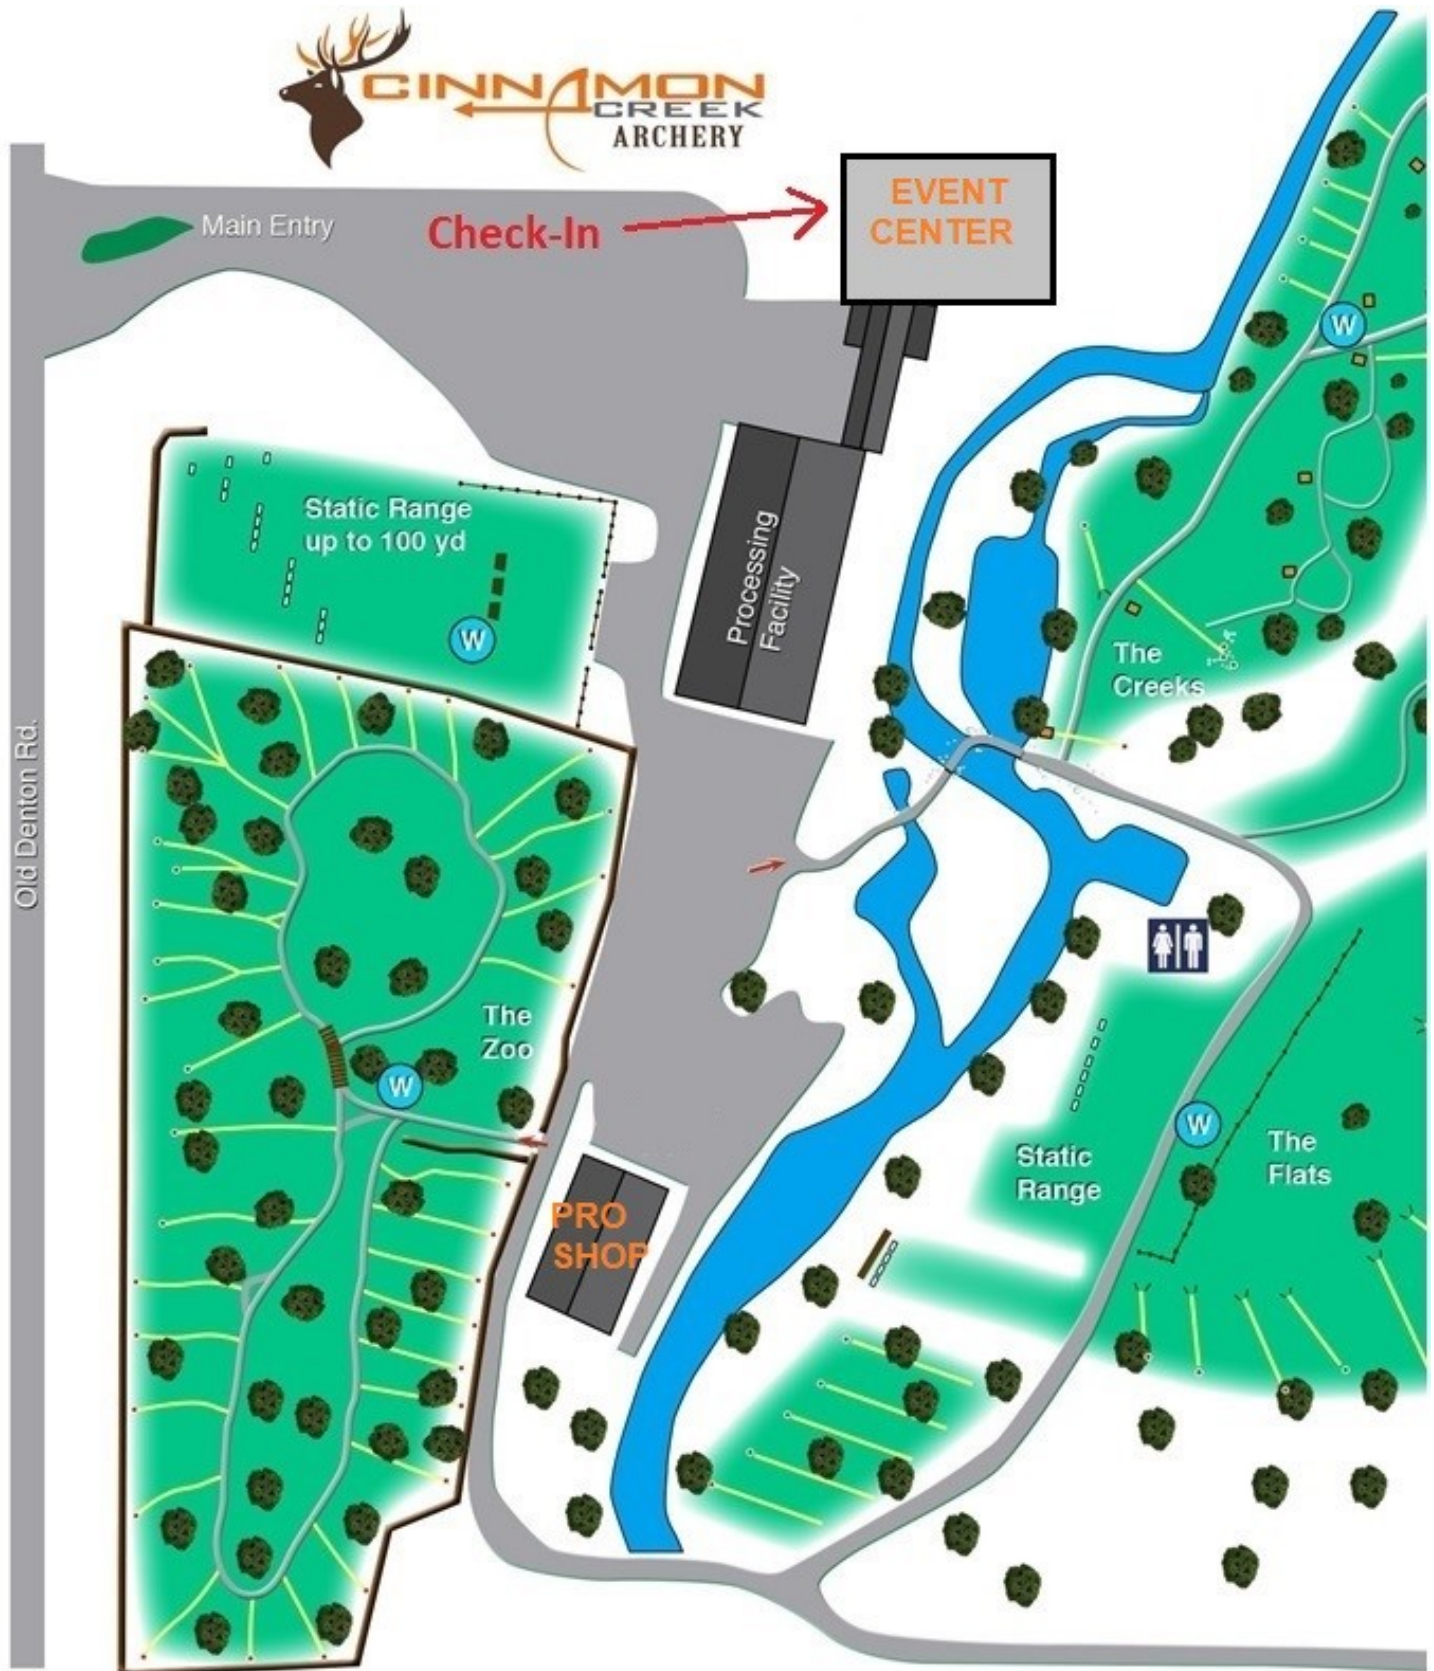 CINNAMON
CREEK
ARCHERY
Main Entry
Check-In
EVENT
CENTER
W
Static Range
up to 100 yd
W
Processing
Facility
The
Creeks
Old Denton Rd.
The
Zoo
W
PRO
SHOP
Static
Range
W
The
Flats